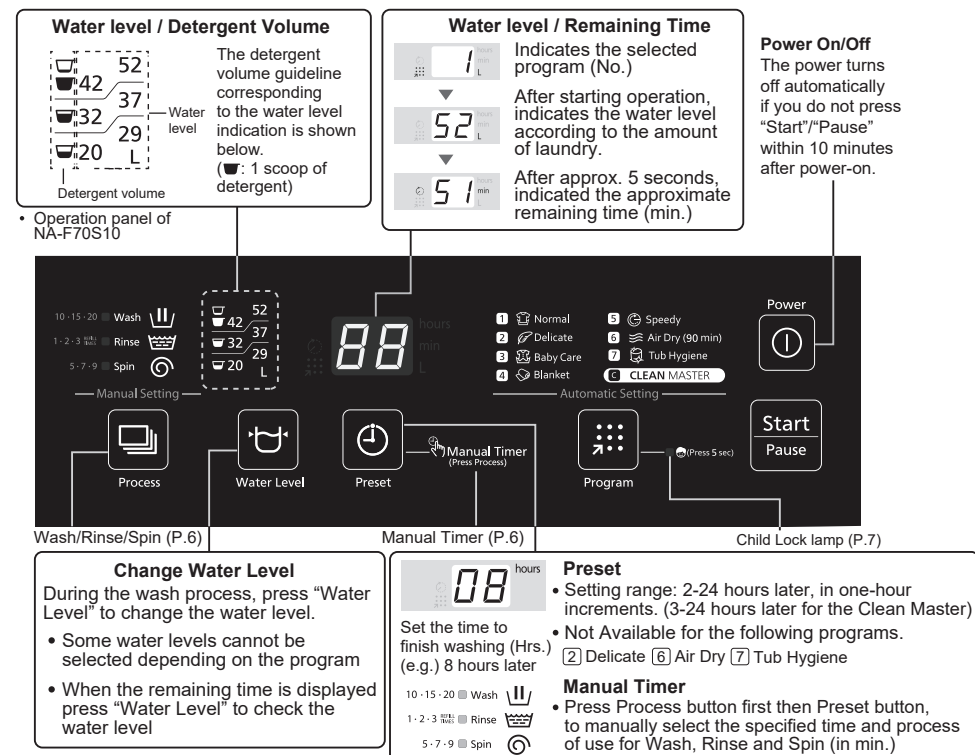 Water level / Detergent Volume
52
42
37
32
29
20
L
Water
level
Detergent volume
The detergent
volume guideline
corresponding
to the water level
indication is shown
below.
(: 1 scoop of
detergent)
• Operation panel of
NA-F70S10
Water level / Remaining Time
hours
min
1 L
Indicates the selected
program (No.)
hours
min
52 L
After starting operation,
indicates the water level
according to the amount
of laundry.
hours
51 min
L
After approx. 5 seconds,
indicated the approximate
remaining time (min.)
Power On/Off
The power turns
off automatically
if you do not press
“Start”/“Pause”
within 10 minutes
after power-on.
10·15·20 Wash
1·2·3 REFILL TIMES Rinse
5·7·9 Spin
Manual Setting
52
42
37
32
29
20
L
88
hours
min
L
1 Normal
2 Delicate
3 Baby Care
4 Blanket
5 Speedy
6 Air Dry (90 min)
7 Tub Hygiene
C CLEAN MASTER
Automatic Setting
Power
Process
Water Level
Preset
Manual Timer
(Press Process)
Program
(Press 5 sec)
Start
Pause
Wash/Rinse/Spin (P.6)
Manual Timer (P.6)
Child Lock lamp (P.7)
Change Water Level
During the wash process, press “Water
Level” to change the water level.
• Some water levels cannot be
selected depending on the program
• When the remaining time is displayed
press “Water Level” to check the
water level
08 hours
Set the time to
finish washing (Hrs.)
(e.g.) 8 hours later
10·15·20 Wash
1·2·3 REFILL TIMES Rinse
5·7·9 Spin
Preset
• Setting range: 2-24 hours later, in one-hour
increments. (3-24 hours later for the Clean Master)
• Not Available for the following programs.
2 Delicate 6 Air Dry 7 Tub Hygiene
Manual Timer
• Press Process button first then Preset button,
to manually select the specified time and process
of use for Wash, Rinse and Spin (in min.)